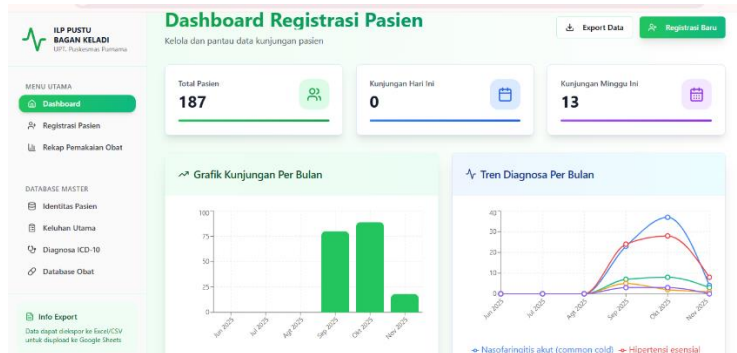 ILP PUSTU
BAGAN KELADI
UPT. Puskesmas Purnama
MENU UTAMA
Dashboard
Registrasi Pasien
Rekap Pemakaian Obat
DATABASE MASTER
Identitas Pasien
Keluhan Utama
Diagnosa ICD-10
Database Obat
Info Export
Data dapat diekspor ke Excel/CSV
untuk diupload ke Google Sheets
Dashboard Registrasi Pasien
Kelola dan pantau data kunjungan pasien
Export Data
Registrasi Baru
Total Pasien
187
Kunjungan Hari Ini
0
Kunjungan Minggu Ini
13
Grafik Kunjungan Per Bulan
100
75
50
25
0
Jun 2025
Jul 2025
Agt 2025
Sep 2025
Okt 2025
Nov 2025
Tren Diagnosa Per Bulan
40
30
20
10
0
Jun 2025
Jul 2025
Agt 2025
Sep 2025
Okt 2025
Nov 2025
Nasofaringitis akut (common cold)
Hipertensi esensial